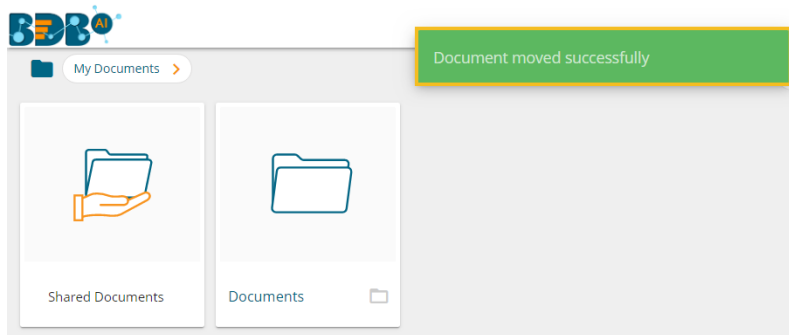 BDB AI
Document moved successfully
My Documents
Shared Documents
Documents